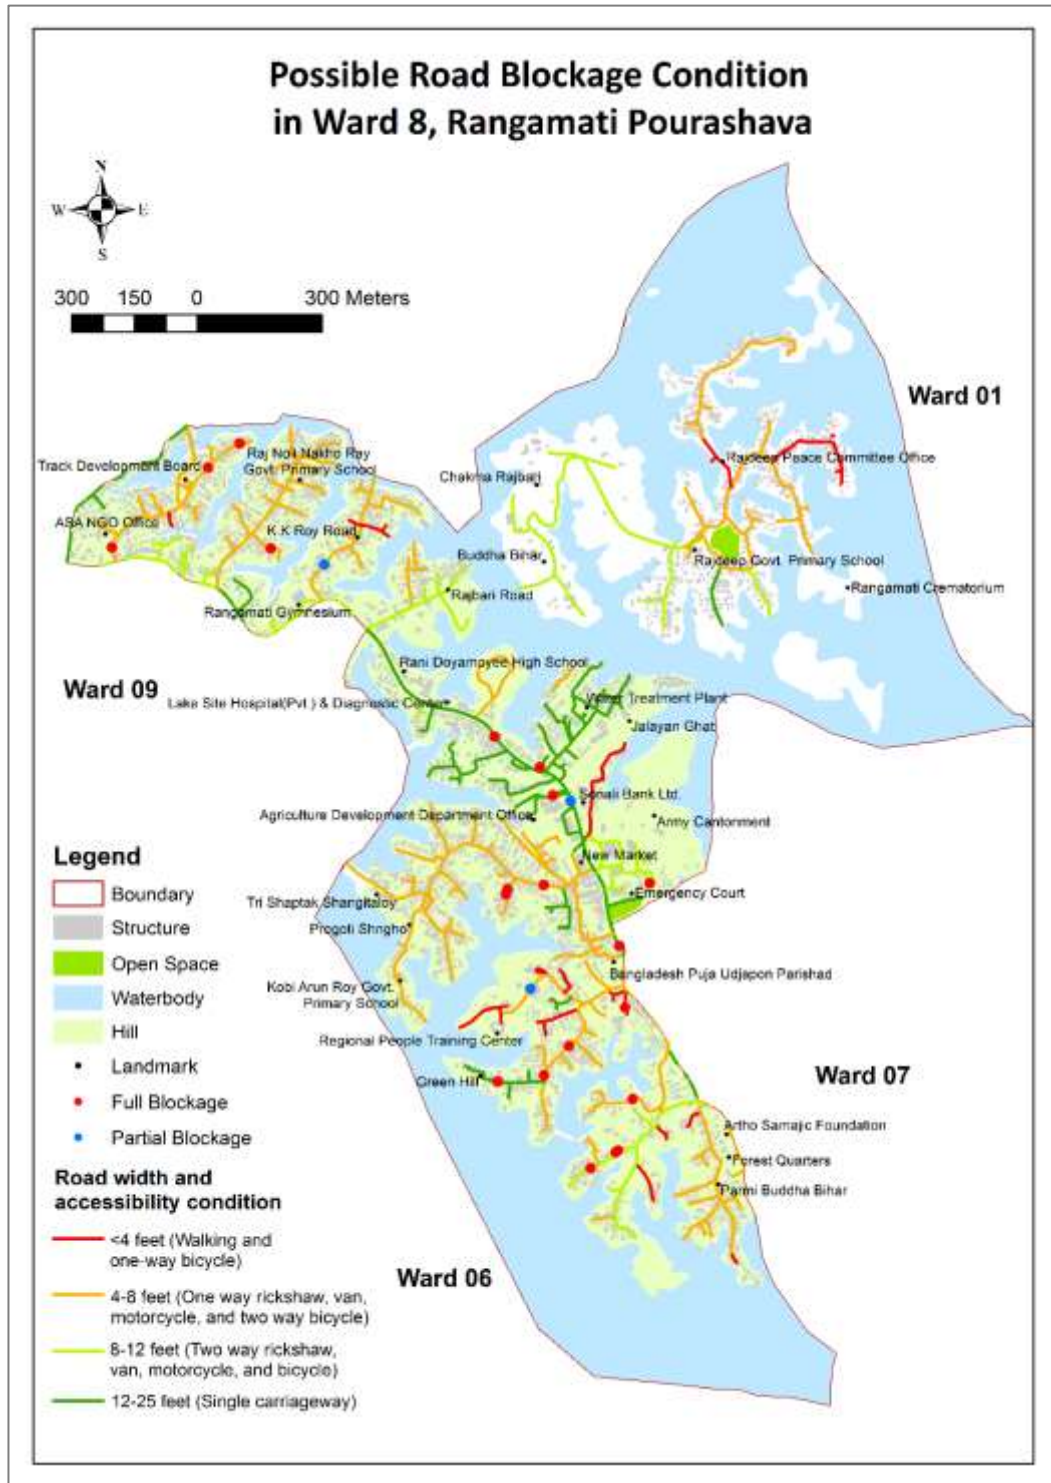 Possible Road Blockage Condition
in Ward 8, Rangamati Pourashava
N
W
E
S
300 150 0 300 Meters
Ward 01
Track Development Board
Raj Noli Nakho Ray
Govt. Primary School
ASA NGO Office
K.K Roy Road
Rangamati Gymnesium
Chakma Rajbari
Buddha Bihar
Rajbari Road
Rajdeep Peace Committee Office
Rajdeep Govt. Primary School
Rangamati Crematorium
Ward 09
Rani Doyamoyee High School
Lake Site Hospital(Pvt.) & Diagnostic Center
Water Treatment Plant
Jalayan Ghat
Sonali Bank Ltd.
Agriculture Development Department Office
Army Cantonment
New Market
Emergency Court
Tri Shaptak Shangitaloy
Progoti Shngho
Bangladesh Puja Udjapon Parishad
Kobi Arun Roy Govt.
Primary School
Regional People Training Center
Green Hill
Ward 07
Artho Samajic Foundation
Forest Quarters
Parmi Buddha Bihar
Ward 06
Legend
Boundary
Structure
Open Space
Waterbody
Hill
Landmark
Full Blockage
Partial Blockage
Road width and
accessibility condition
<4 feet (Walking and
one-way bicycle)
4-8 feet (One way rickshaw, van,
motorcycle, and two way bicycle)
8-12 feet (Two way rickshaw,
van, motorcycle, and bicycle)
12-25 feet (Single carriageway)